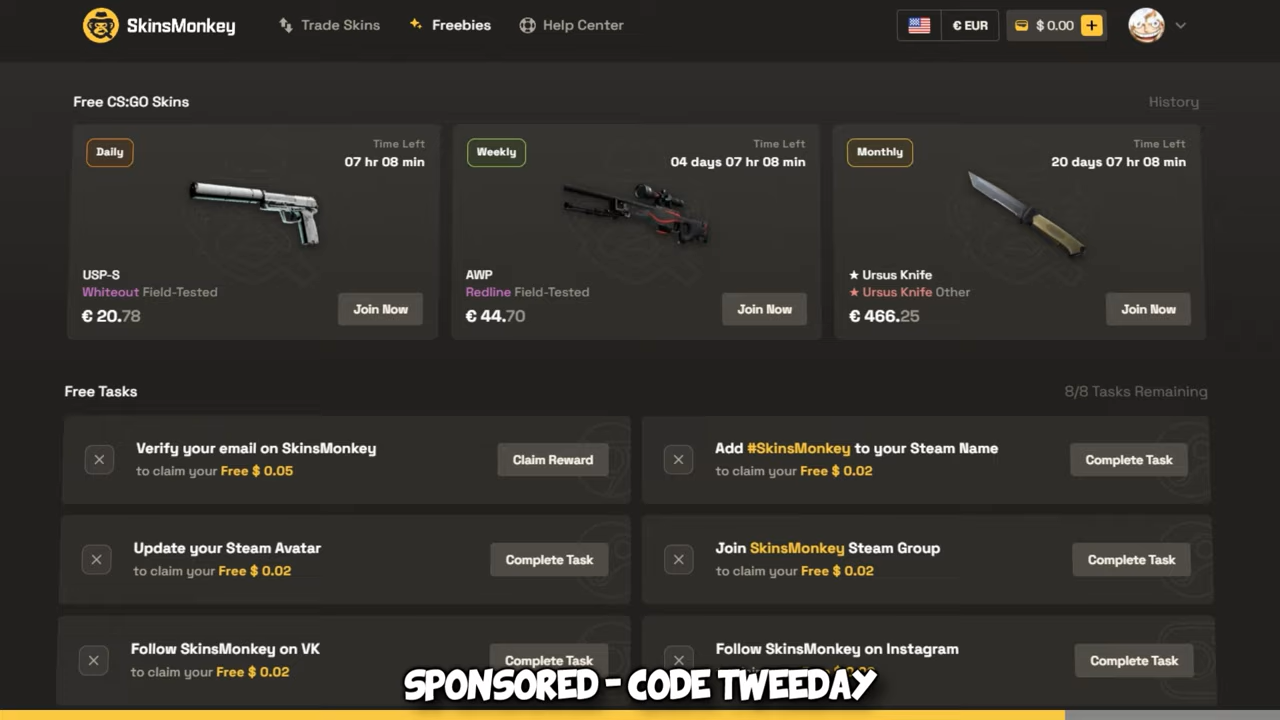 SkinsMonkey
Trade Skins
Freebies
Help Center
€ EUR
$ 0.00
+
Free CS:GO Skins
History
Daily
Time Left
07 hr 08 min
USP-S
Whiteout Field-Tested
€ 20.78
Join Now
Weekly
Time Left
04 days 07 hr 08 min
AWP
Redline Field-Tested
€ 44.70
Join Now
Monthly
Time Left
20 days 07 hr 08 min
★ Ursus Knife
★ Ursus Knife Other
€ 466.25
Join Now
Free Tasks
8/8 Tasks Remaining
Verify your email on SkinsMonkey
to claim your Free $ 0.05
Claim Reward
Add #SkinsMonkey to your Steam Name
to claim your Free $ 0.02
Complete Task
Update your Steam Avatar
to claim your Free $ 0.02
Complete Task
Join SkinsMonkey Steam Group
to claim your Free $ 0.02
Complete Task
Follow SkinsMonkey on VK
to claim your Free $ 0.02
Complete Task
Follow SkinsMonkey on Instagram
to claim your
Complete Task
SPONSORED - CODE TWEEDAY